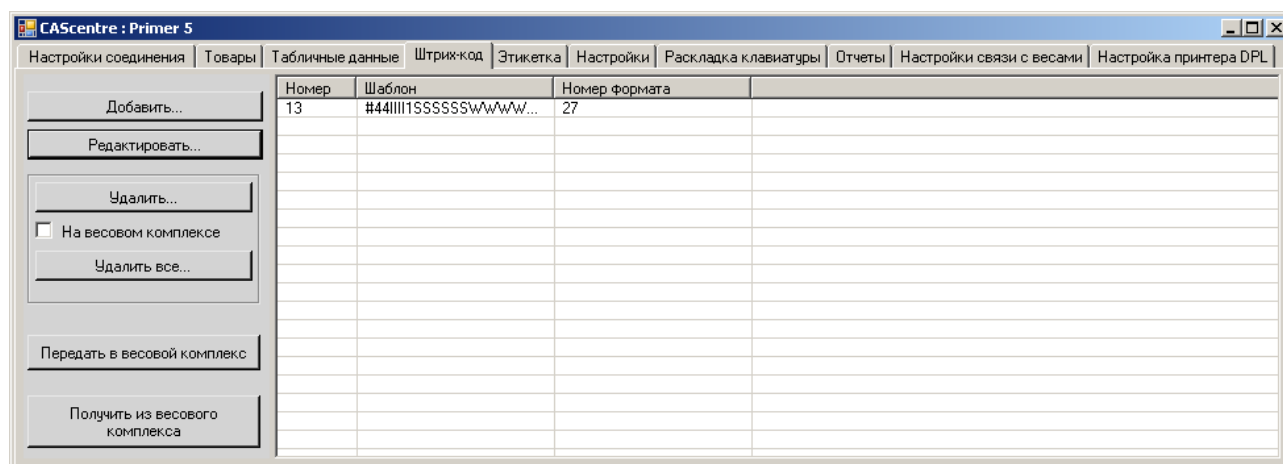 CAScentre : Primer 5
Настройки соединения Товары Табличные данные Штрих-код Этикетка Настройки Раскладка клавиатуры Отчеты Настройки связи с весами Настройка принтера DPL
Номер Шаблон Номер формата
13 #44IIII1SSSSSSWWWW... 27
Добавить...
Редактировать...
Удалить...
На весовом комплексе
Удалить все...
Передать в весовой комплекс
Получить из весового
комплекса